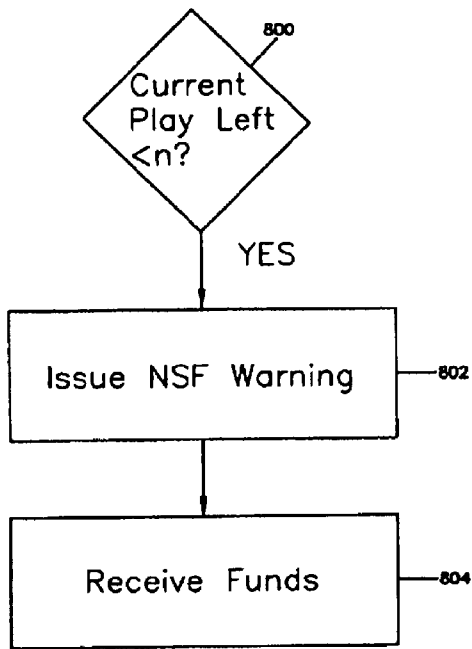 800
Current
Play Left
<n?
YES
Issue NSF Warning
802
Receive Funds
804